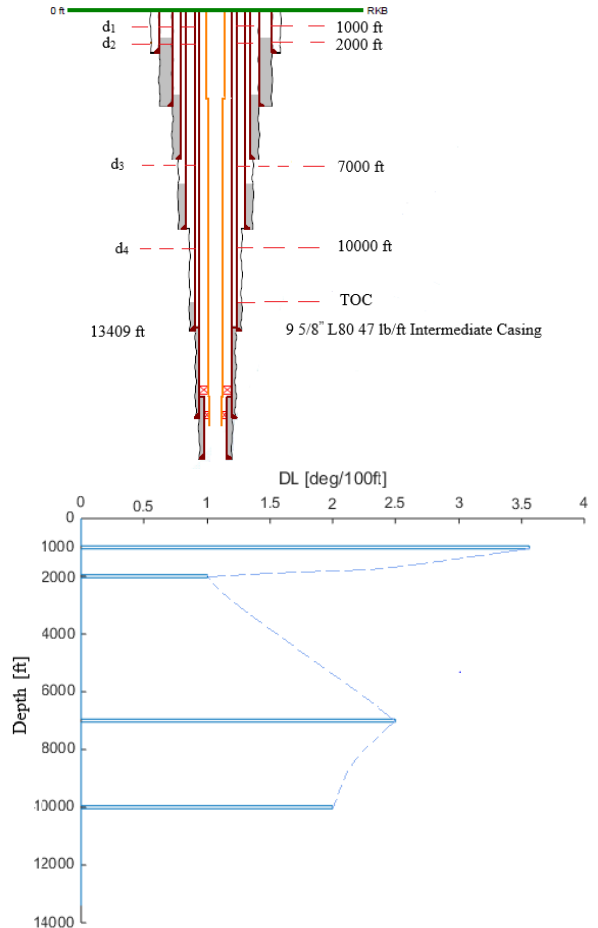 0 ft RKB
d1 1000 ft
d2 2000 ft
d3 7000 ft
d4 10000 ft
TOC
13409 ft 9 5/8" L80 47 lb/ft Intermediate Casing
DL [deg/100ft]
0 0.5 1 1.5 2 2.5 3 3.5 4
0
1000
2000
4000
6000
8000
10000
12000
14000
Depth [ft]